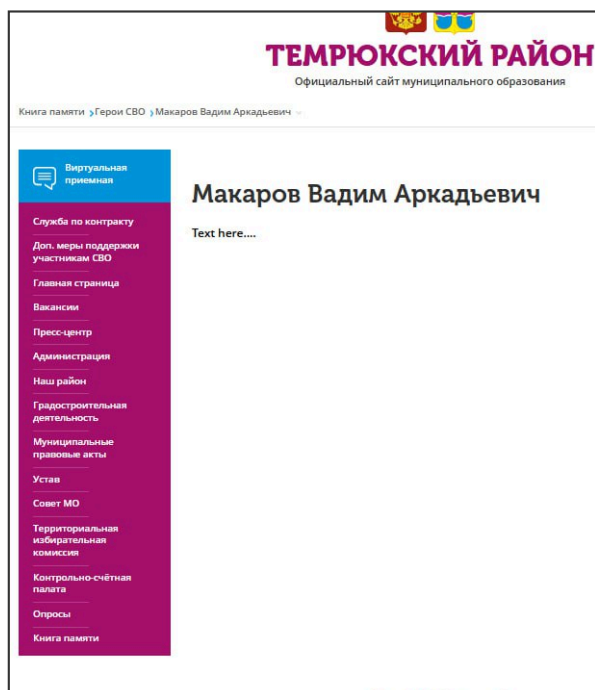 ТЕМРЮКСКИЙ РАЙОН
Официальный сайт муниципального образования
Книга памяти Герои СВО Макаров Вадим Аркадьевич
Виртуальная
приемная
Макаров Вадим Аркадьевич
Text here....
Служба по контракту
Доп. меры поддержки
участникам СВО
Главная страница
Вакансии
Пресс-центр
Администрация
Наш район
Градостроительная
деятельность
Муниципальные
правовые акты
Устав
Совет МО
Территориальная
избирательная
комиссия
Контрольно-счётная
палата
Опросы
Книга памяти